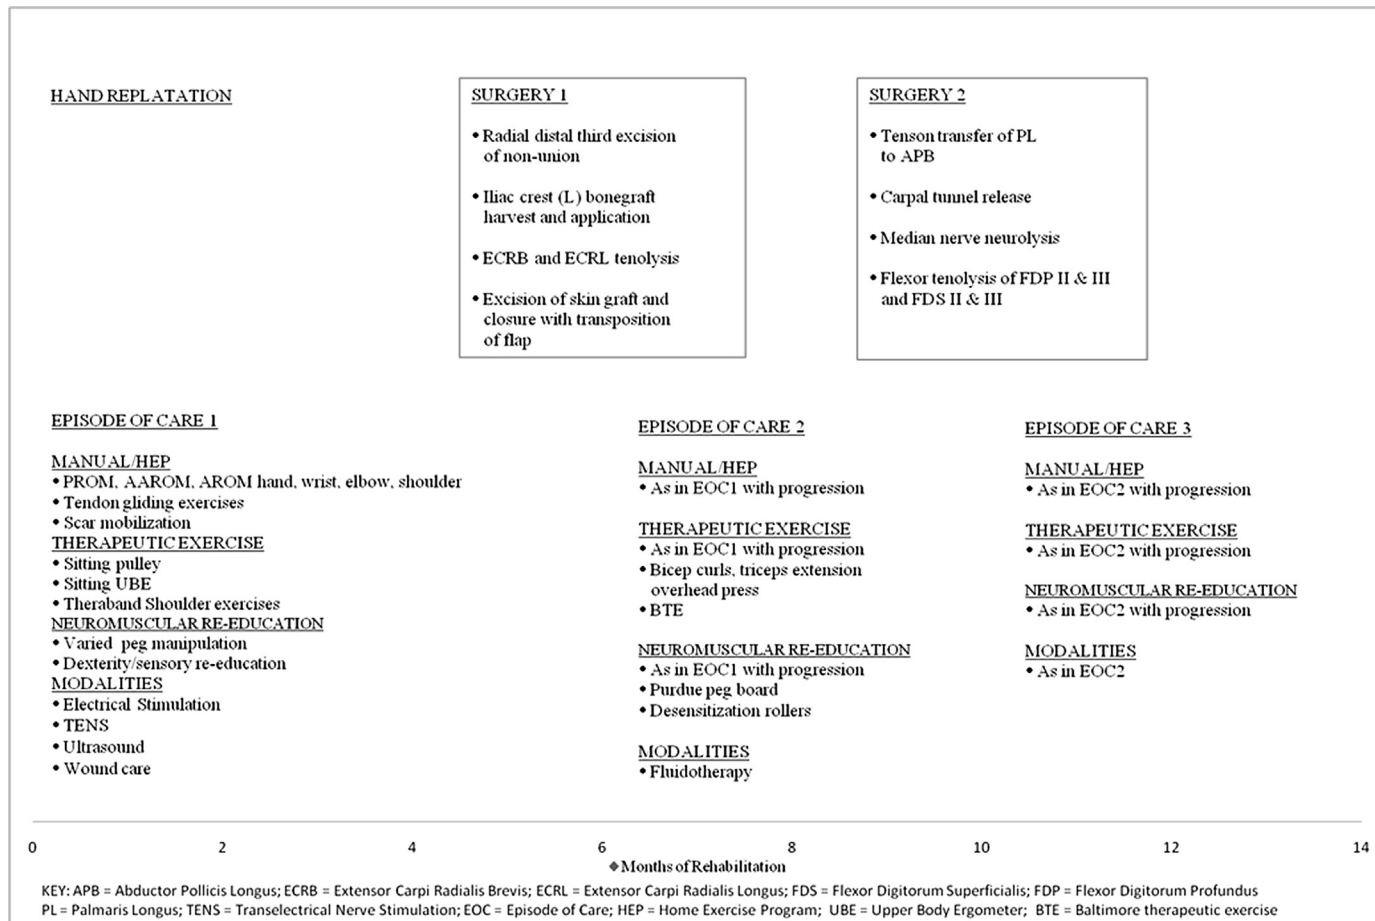 HAND REPLATATION
SURGERY 1
• Radial distal third excision
of non-union
• Iliac crest (L) bonegraft
harvest and application
• ECRB and ECRL tenolysis
• Excision of skin graft and
closure with transposition
of flap
SURGERY 2
• Tenson transfer of PL
to APB
• Carpal tunnel release
• Median nerve neurolysis
• Flexor tenolysis of FDP II & III
and FDS II & III
EPISODE OF CARE 1
MANUAL/HEP
• PROM, AAROM, AROM hand, wrist, elbow, shoulder
• Tendon gliding exercises
• Scar mobilization
THERAPEUTIC EXERCISE
• Sitting pulley
• Sitting UBE
• Theraband Shoulder exercises
NEUROMUSCULAR RE-EDUCATION
• Varied peg manipulation
• Dexterity/sensory re-education
MODALITIES
• Electrical Stimulation
• TENS
• Ultrasound
• Wound care
EPISODE OF CARE 2
MANUAL/HEP
• As in EOC1 with progression
THERAPEUTIC EXERCISE
• As in EOC1 with progression
• Bicep curls, triceps extension
overhead press
• BTE
NEUROMUSCULAR RE-EDUCATION
• As in EOC1 with progression
• Purdue peg board
• Desensitization rollers
MODALITIES
• Fluidotherapy
EPISODE OF CARE 3
MANUAL/HEP
• As in EOC2 with progression
THERAPEUTIC EXERCISE
• As in EOC2 with progression
NEUROMUSCULAR RE-EDUCATION
• As in EOC2 with progression
MODALITIES
• As in EOC2
0 2 4 6 8 10 12 14
◆Months of Rehabilitation
KEY: APB = Abductor Pollicis Longus; ECRB = Extensor Carpi Radialis Brevis; ECRL = Extensor Carpi Radialis Longus; FDS = Flexor Digitorum Superficialis; FDP = Flexor Digitorum Profundus
PL = Palmaris Longus; TENS = Transelectrical Nerve Stimulation; EOC = Episode of Care; HEP = Home Exercise Program; UBE = Upper Body Ergometer; BTE = Baltimore therapeutic exercise